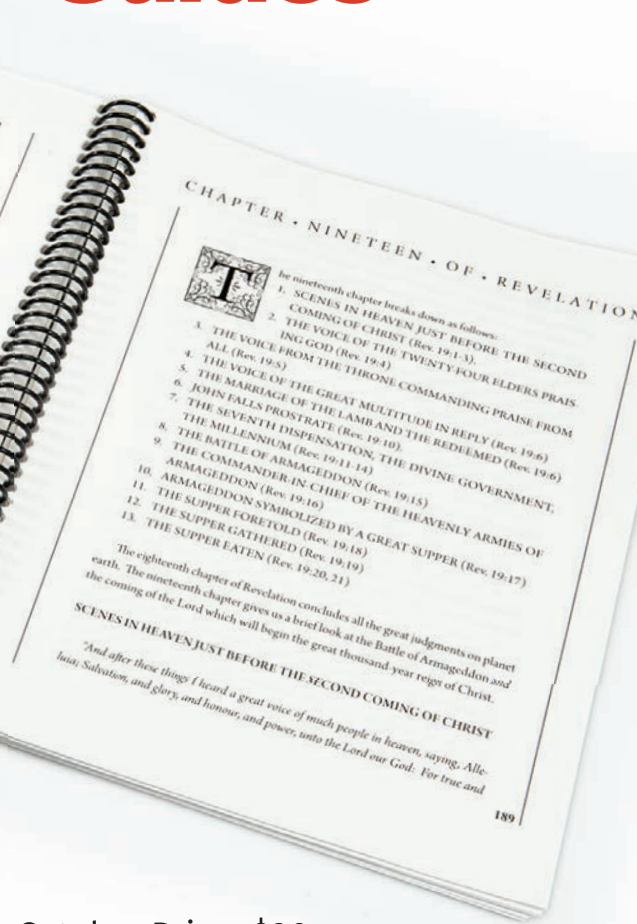 CHAPTER • NINETEEN • OF • REVELATION
The nineteenth chapter breaks down as follows:
1. SCENES IN HEAVEN JUST BEFORE THE SECOND
COMING OF CHRIST (Rev. 19:1-3).
2. THE VOICE OF THE TWENTY-FOUR ELDERS PRAIS-
ING GOD (Rev. 19:4)
3. THE VOICE FROM THE THRONE COMMANDING PRAISE FROM
ALL (Rev. 19:5)
4. THE VOICE OF THE GREAT MULTITUDE IN REPLY (Rev. 19:6)
5. THE MARRIAGE OF THE LAMB AND THE REDEEMED (Rev. 19:6)
6. JOHN FALLS PROSTRATE (Rev. 19:10).
7. THE SEVENTH DISPENSATION, THE DIVINE GOVERNMENT,
THE MILLENNIUM (Rev. 19:11-14)
8. THE BATTLE OF ARMAGEDDON (Rev. 19:15)
9. THE COMMANDER-IN-CHIEF OF THE HEAVENLY ARMIES OF
ARMAGEDDON (Rev. 19:16)
10. ARMAGEDDON SYMBOLIZED BY A GREAT SUPPER (Rev. 19:17)
11. THE SUPPER FORETOLD (Rev. 19:18)
12. THE SUPPER GATHERED (Rev. 19:19)
13. THE SUPPER EATEN (Rev. 19:20, 21)
The eighteenth chapter of Revelation concludes all the great judgments on planet
earth. The nineteenth chapter gives us a brief look at the Battle of Armageddon and
the coming of the Lord which will begin the great thousand-year reign of Christ.
SCENES IN HEAVEN JUST BEFORE THE SECOND COMING OF CHRIST
"And after these things I heard a great voice of much people in heaven, saying, Alle-
luia; Salvation, and glory, and honour, and power, unto the Lord our God: For true and
189